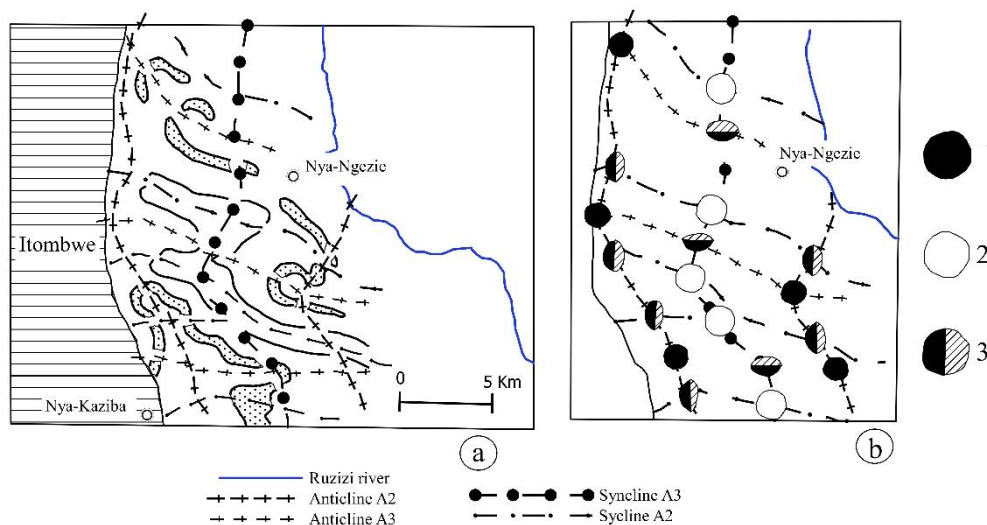 Nya-Ngezie
Itombwe
Nya-Kaziba
0 5 Km
a
Nya-Ngezie
b
2
3
Ruzizi river
Anticline A2
Anticline A3
Syncline A3
Sycline A2